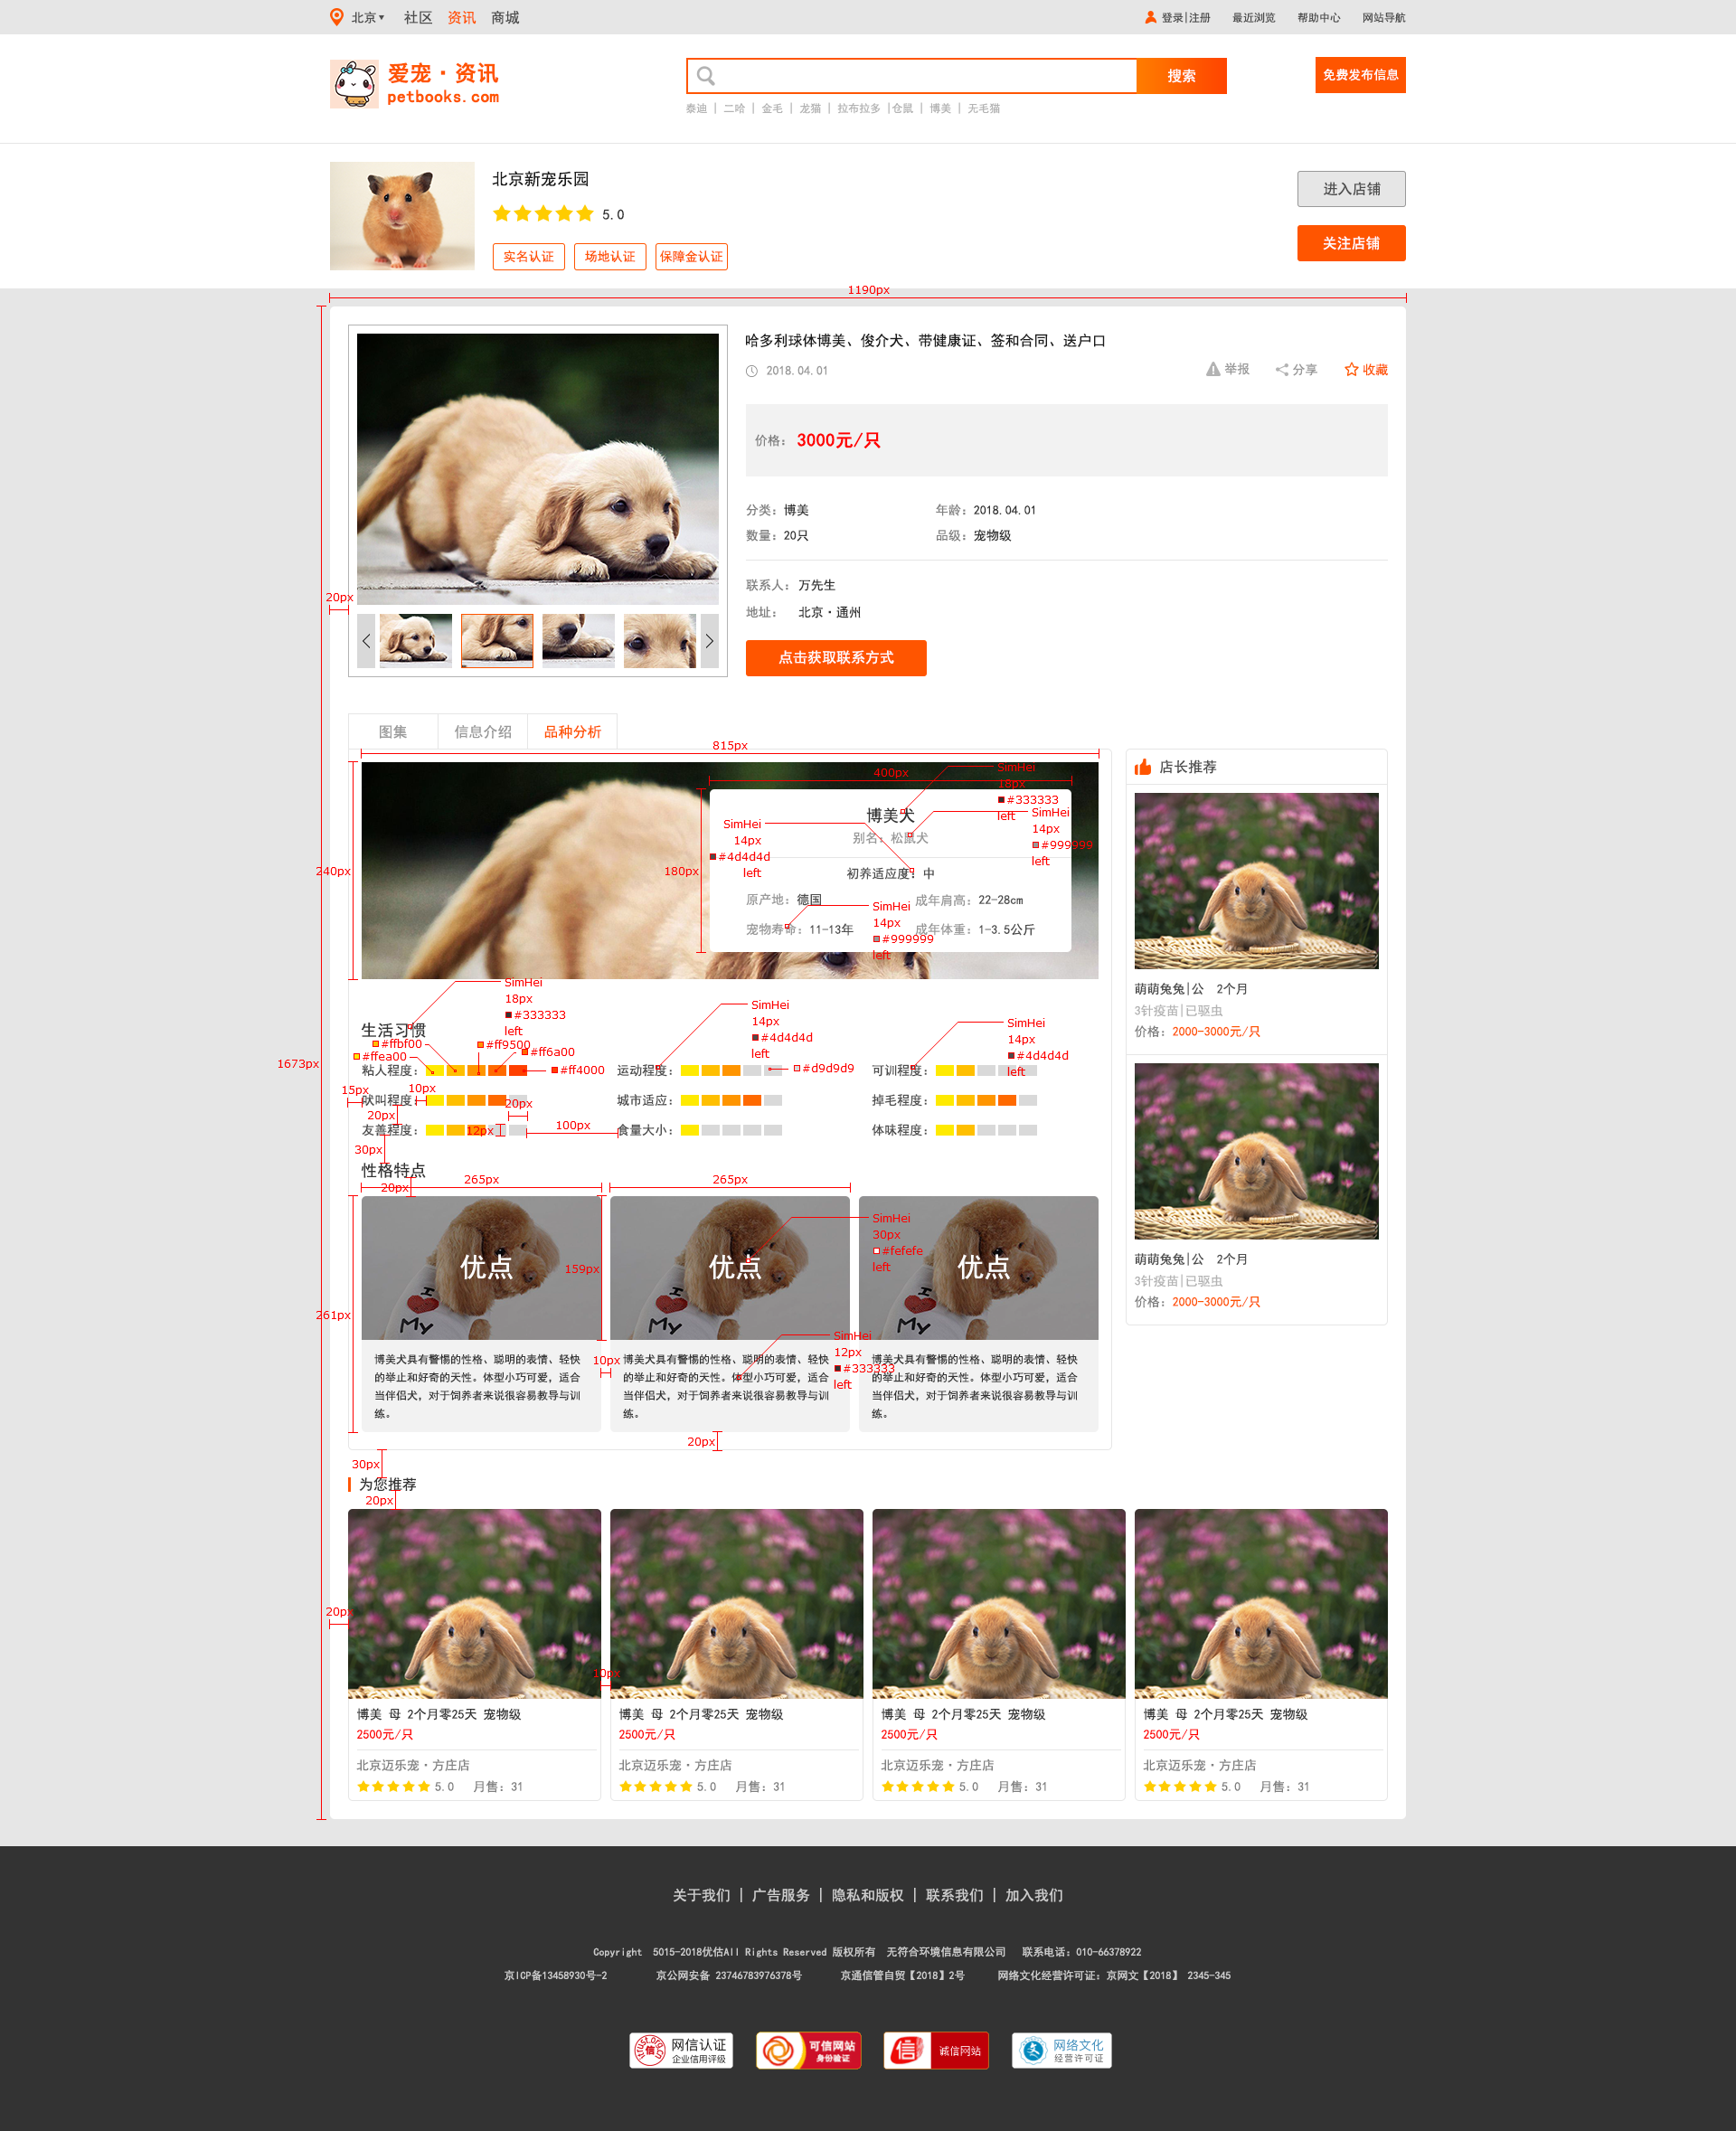 北京 社区 资讯 商城 登录|注册 最近浏览 帮助中心 网站导航
爱宠·资讯
petbooks.com
搜索
免费发布信息
泰迪 | 二哈 | 金毛 | 龙猫 | 拉布拉多 |仓鼠 | 博美 | 无毛猫
北京新宠乐园
5.0
实名认证 场地认证 保障金认证
进入店铺
关注店铺
1190px
哈多利球体博美、俊介犬、带健康证、签和合同、送户口
2018.04.01 举报 分享 收藏
价格： 3000元/只
分类：博美 年龄：2018.04.01
数量：20只 品级：宠物级
联系人： 万先生
地址： 北京·通州
点击获取联系方式
20px
图集 信息介绍 品种分析
815px
400px
SimHei
18px
#333333
left
博美犬
别名：松鼠犬
SimHei
14px
#999999
left
SimHei
14px
#4d4d4d
left
初养适应度：中
240px
180px
原产地：德国 成年肩高：22-28cm
宠物寿命：11-13年 成年体重：1-3.5公斤
SimHei
14px
#999999
left
店长推荐
萌萌兔兔|公 2个月
3针疫苗|已驱虫
价格：2000-3000元/只
萌萌兔兔|公 2个月
3针疫苗|已驱虫
价格：2000-3000元/只
SimHei
18px
#333333
left
生活习惯
SimHei
14px
#4d4d4d
left
SimHei
14px
#4d4d4d
left
#ffbf00 #ff9500
#ffea00 #ff6a00
#ff4000
#d9d9d9
粘人程度： 运动程度： 可训程度：
吠叫程度： 城市适应： 掉毛程度：
友善程度： 食量大小： 体味程度：
1673px
15px
10px
20px
20px
12px
100px
30px
性格特点
20px
265px 265px
优点 优点 优点
159px
261px
SimHei
30px
#fefefe
left
SimHei
12px
#333333
left
10px
博美犬具有警惕的性格、聪明的表情、轻快
的举止和好奇的天性。体型小巧可爱，适合
当伴侣犬，对于饲养者来说很容易教导与训
练。
博美犬具有警惕的性格、聪明的表情、轻快
的举止和好奇的天性。体型小巧可爱，适合
当伴侣犬，对于饲养者来说很容易教导与训
练。
博美犬具有警惕的性格、聪明的表情、轻快
的举止和好奇的天性。体型小巧可爱，适合
当伴侣犬，对于饲养者来说很容易教导与训
练。
20px
30px
为您推荐
20px
20px
10px
博美 母 2个月零25天 宠物级
2500元/只
北京迈乐宠·方庄店
5.0 月售：31
博美 母 2个月零25天 宠物级
2500元/只
北京迈乐宠·方庄店
5.0 月售：31
博美 母 2个月零25天 宠物级
2500元/只
北京迈乐宠·方庄店
5.0 月售：31
博美 母 2个月零25天 宠物级
2500元/只
北京迈乐宠·方庄店
5.0 月售：31
关于我们 | 广告服务 | 隐私和版权 | 联系我们 | 加入我们
Copyright 5015-2018优估All Rights Reserved 版权所有 无符合环境信息有限公司 联系电话：010-66378922
京ICP备13458930号-2 京公网安备 23746783976378号 京通信管自贸【2018】2号 网络文化经营许可证：京网文【2018】 2345-345
网信认证
企业信用评级
可信网站
身份验证
诚信网站
网络文化
经营许可证